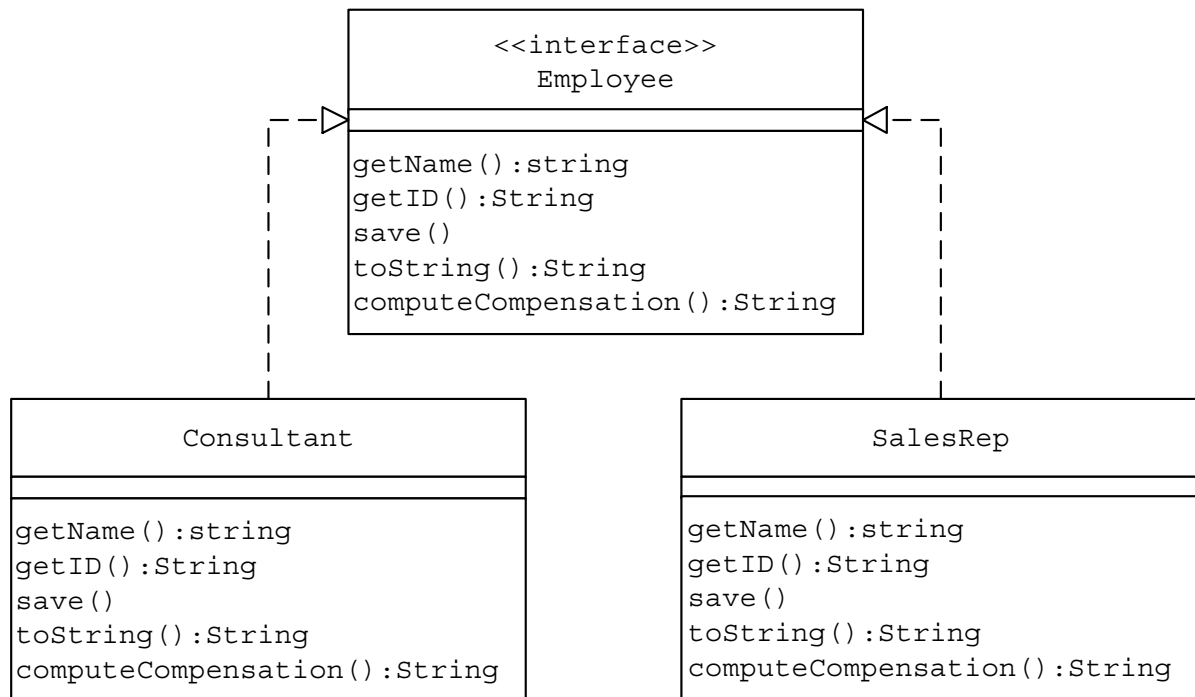 <<interface>>
Employee
getName():string
getID():String
save()
toString():String
computeCompensation():String
Consultant
getName():string
getID():String
save()
toString():String
computeCompensation():String
SalesRep
getName():string
getID():String
save()
toString():String
computeCompensation():String